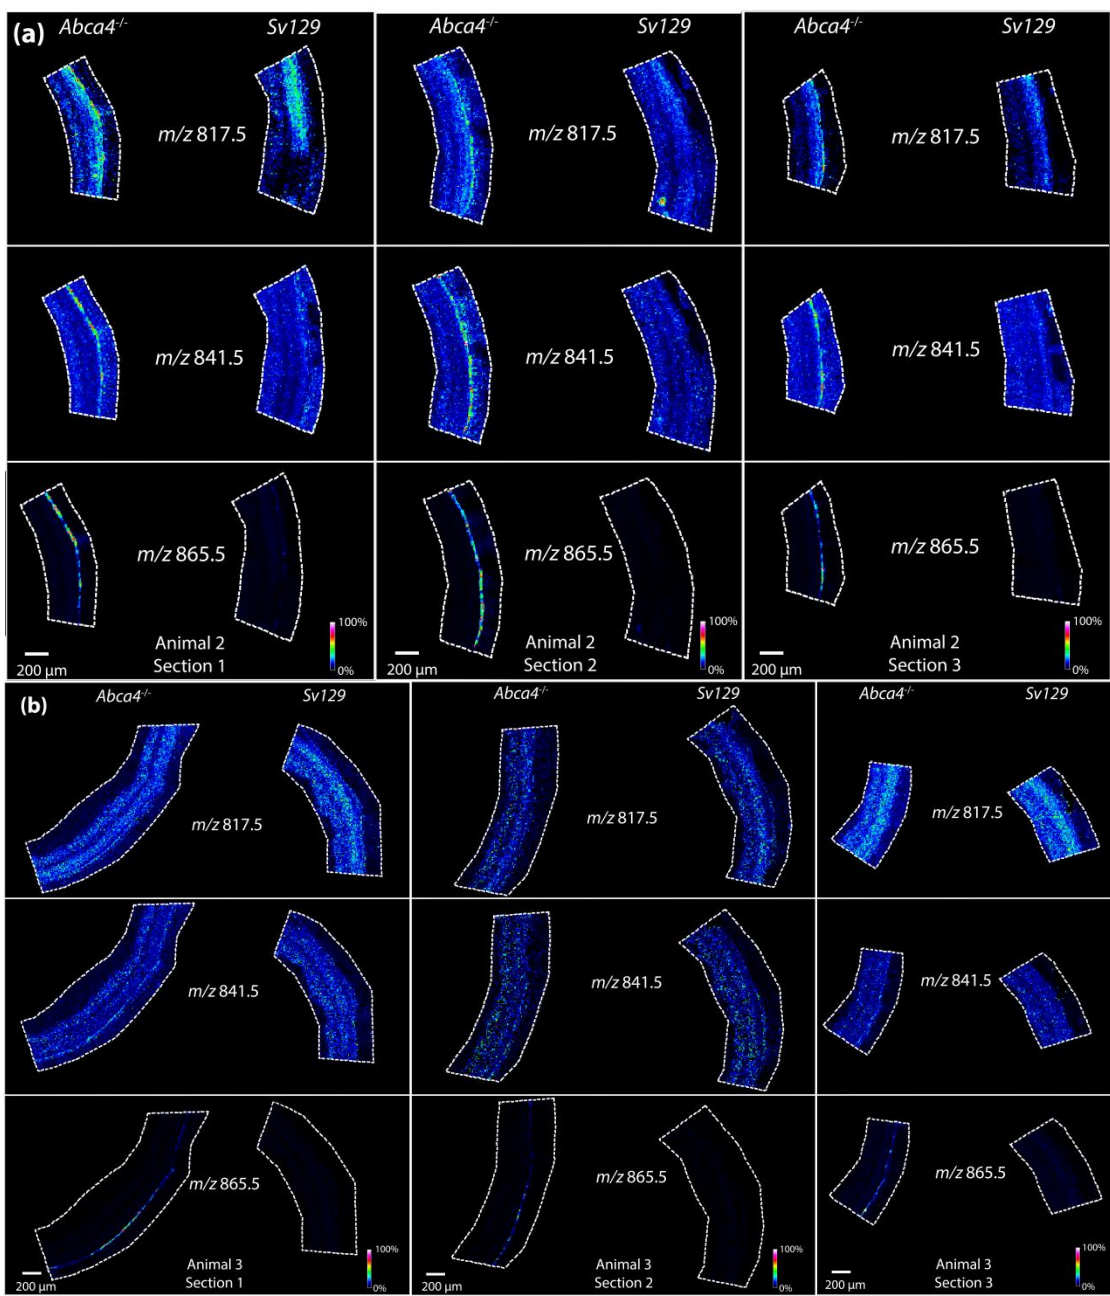 (a) Abca4-/- Sv129 Abca4-/- Sv129 Abca4-/- Sv129
m/z 817.5 m/z 817.5 m/z 817.5
m/z 841.5 m/z 841.5 m/z 841.5
m/z 865.5 m/z 865.5 m/z 865.5
100% 100% 100%
Animal 2 Animal 2 Animal 2
200 µm Section 1 0% 200 µm Section 2 0% 200 µm Section 3 0%
(b) Abca4-/- Sv129 Abca4-/- Sv129 Abca4-/- Sv129
m/z 817.5 m/z 817.5 m/z 817.5
m/z 841.5 m/z 841.5 m/z 841.5
m/z 865.5 m/z 865.5 m/z 865.5
100% 100% 100%
Animal 3 Animal 3 Animal 3
200 µm Section 1 0% 200 µm Section 2 0% 200 µm Section 3 0%